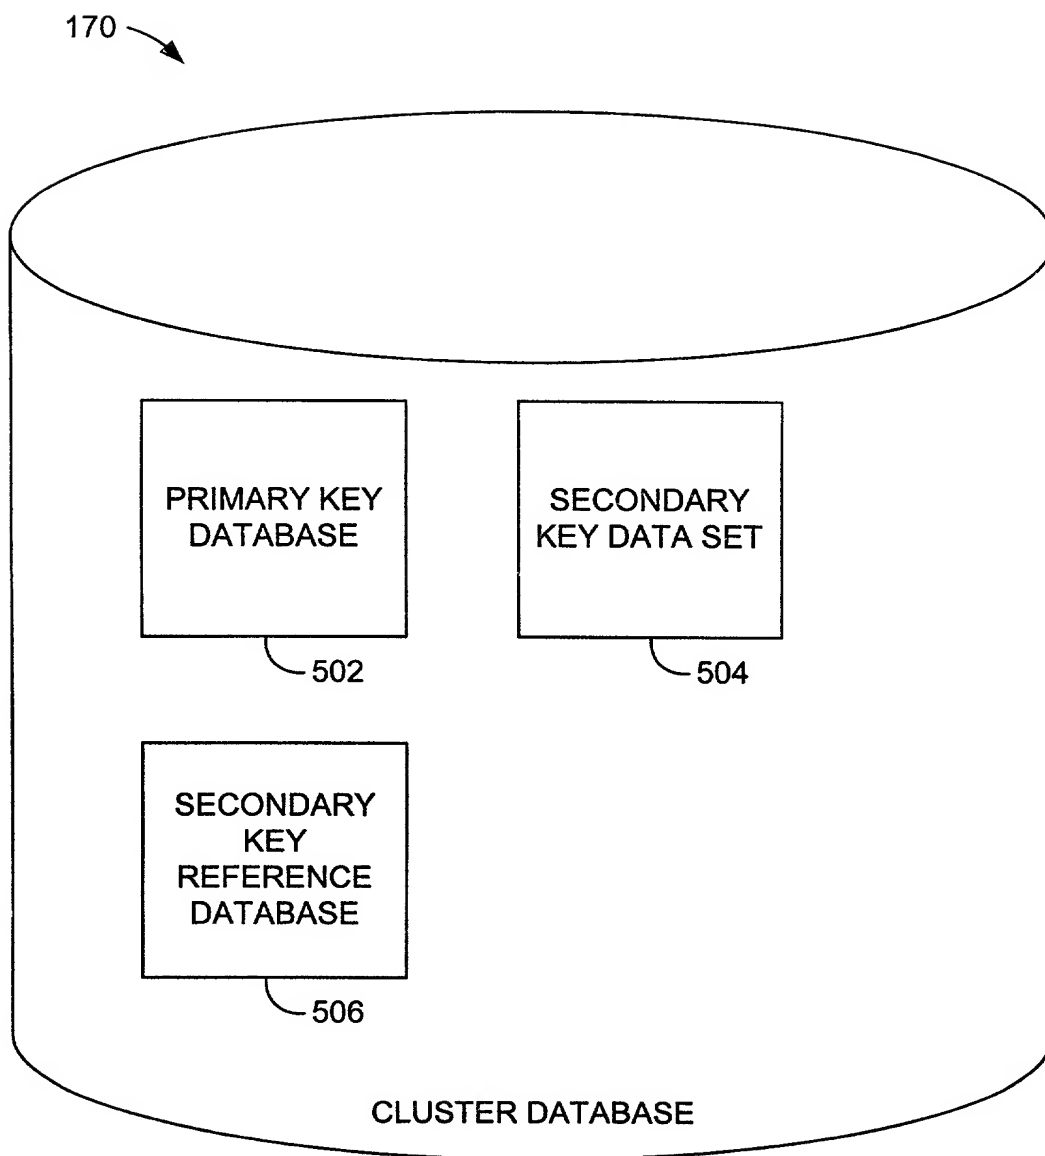 170
PRIMARY KEY
DATABASE
502
SECONDARY
KEY DATA SET
504
SECONDARY
KEY
REFERENCE
DATABASE
506
CLUSTER DATABASE